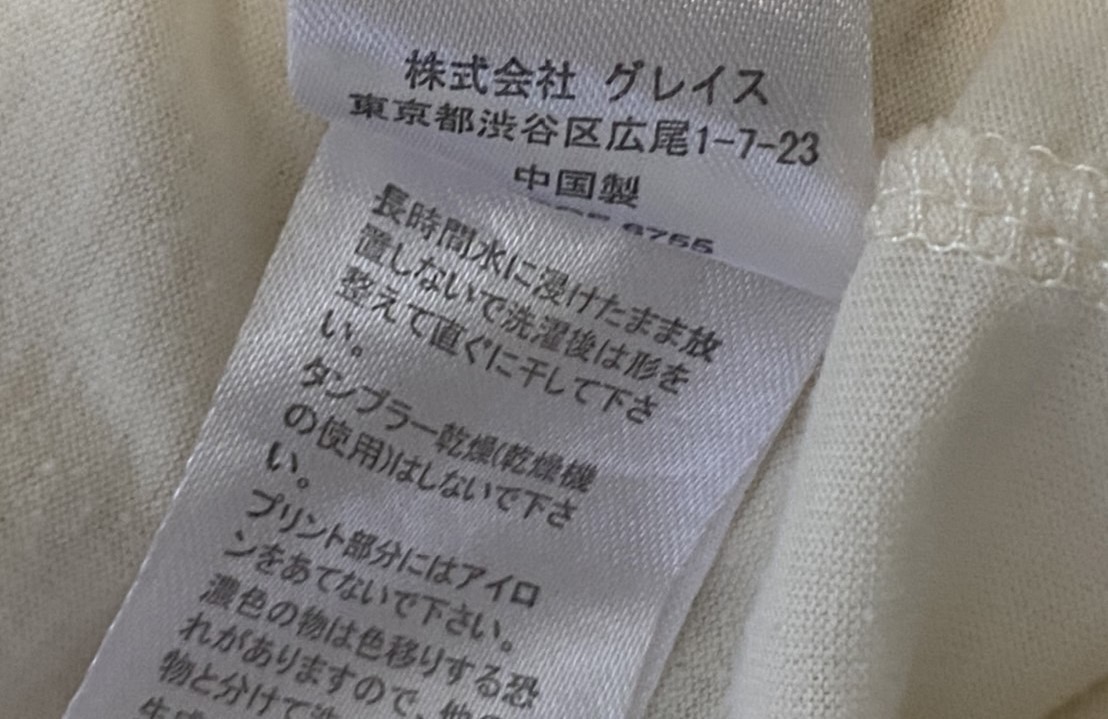 株式会社 グレイス
東京都渋谷区広尾1-7-23
中国製
6755
長時間水に浸けたまま放
置しないで洗濯後は形を
整えて直ぐに干して下さ
い。
タンブラー乾燥(乾燥機
の使用)はしないで下さ
い。
プリント部分にはアイロ
ンをあてないで下さい。
濃色の物は色移りする恐
れがありますので、他の
物と分けて洗
生成